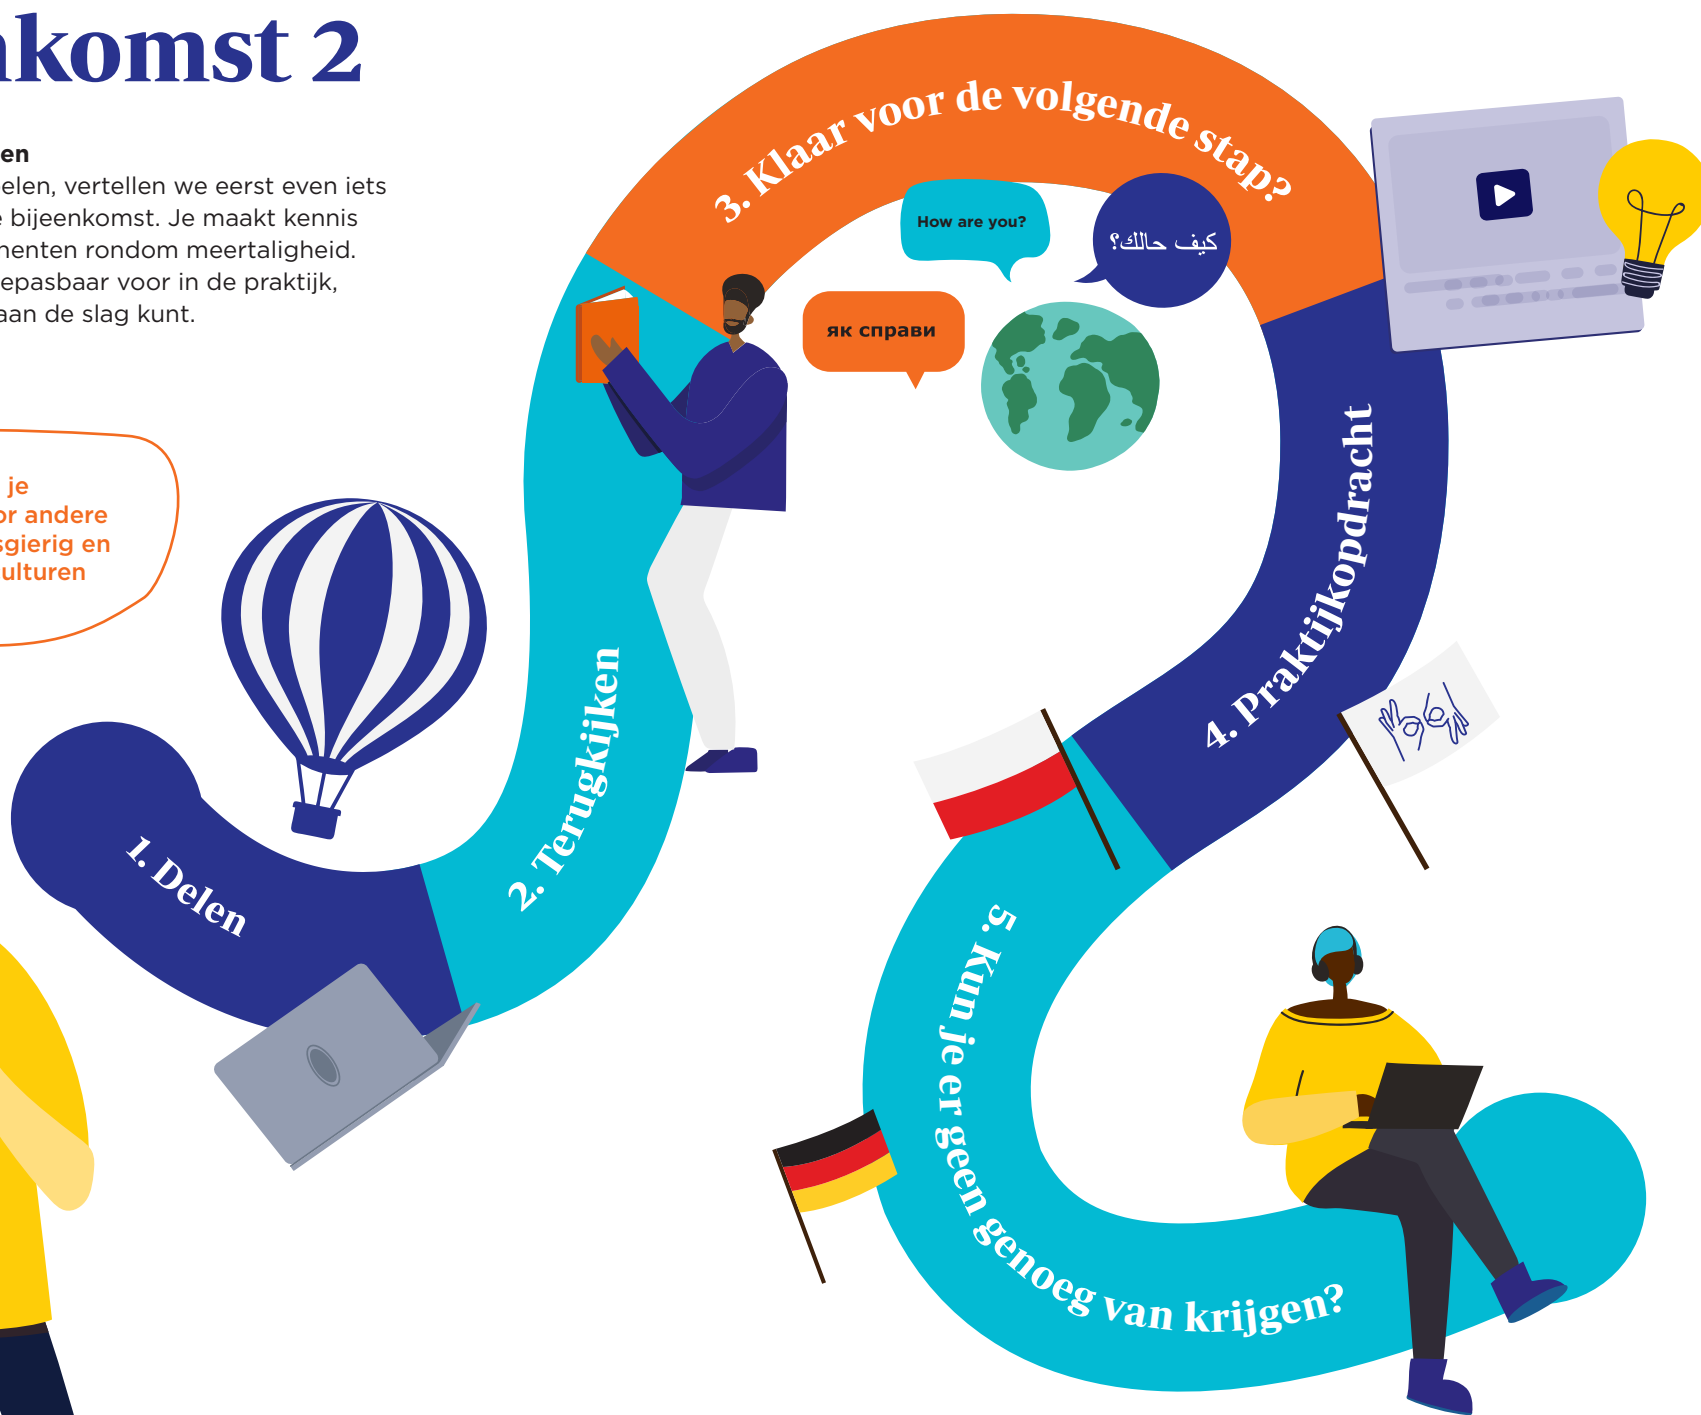 nkomst 2
en
elen, vertellen we eerst even iets
e bijeenkomst. Je maakt kennis
menten rondom meertaligheid.
epasbaar voor in de praktijk,
aan de slag kunt.
je
or andere
sgierig en
ulturen
1. Delen
2. Terugkijken
3. Klaar voor de volgende stap?
How are you?
كيف حالك؟
як справи
4. Praktijkopdracht
5. Kun je er geen genoeg van krijgen?